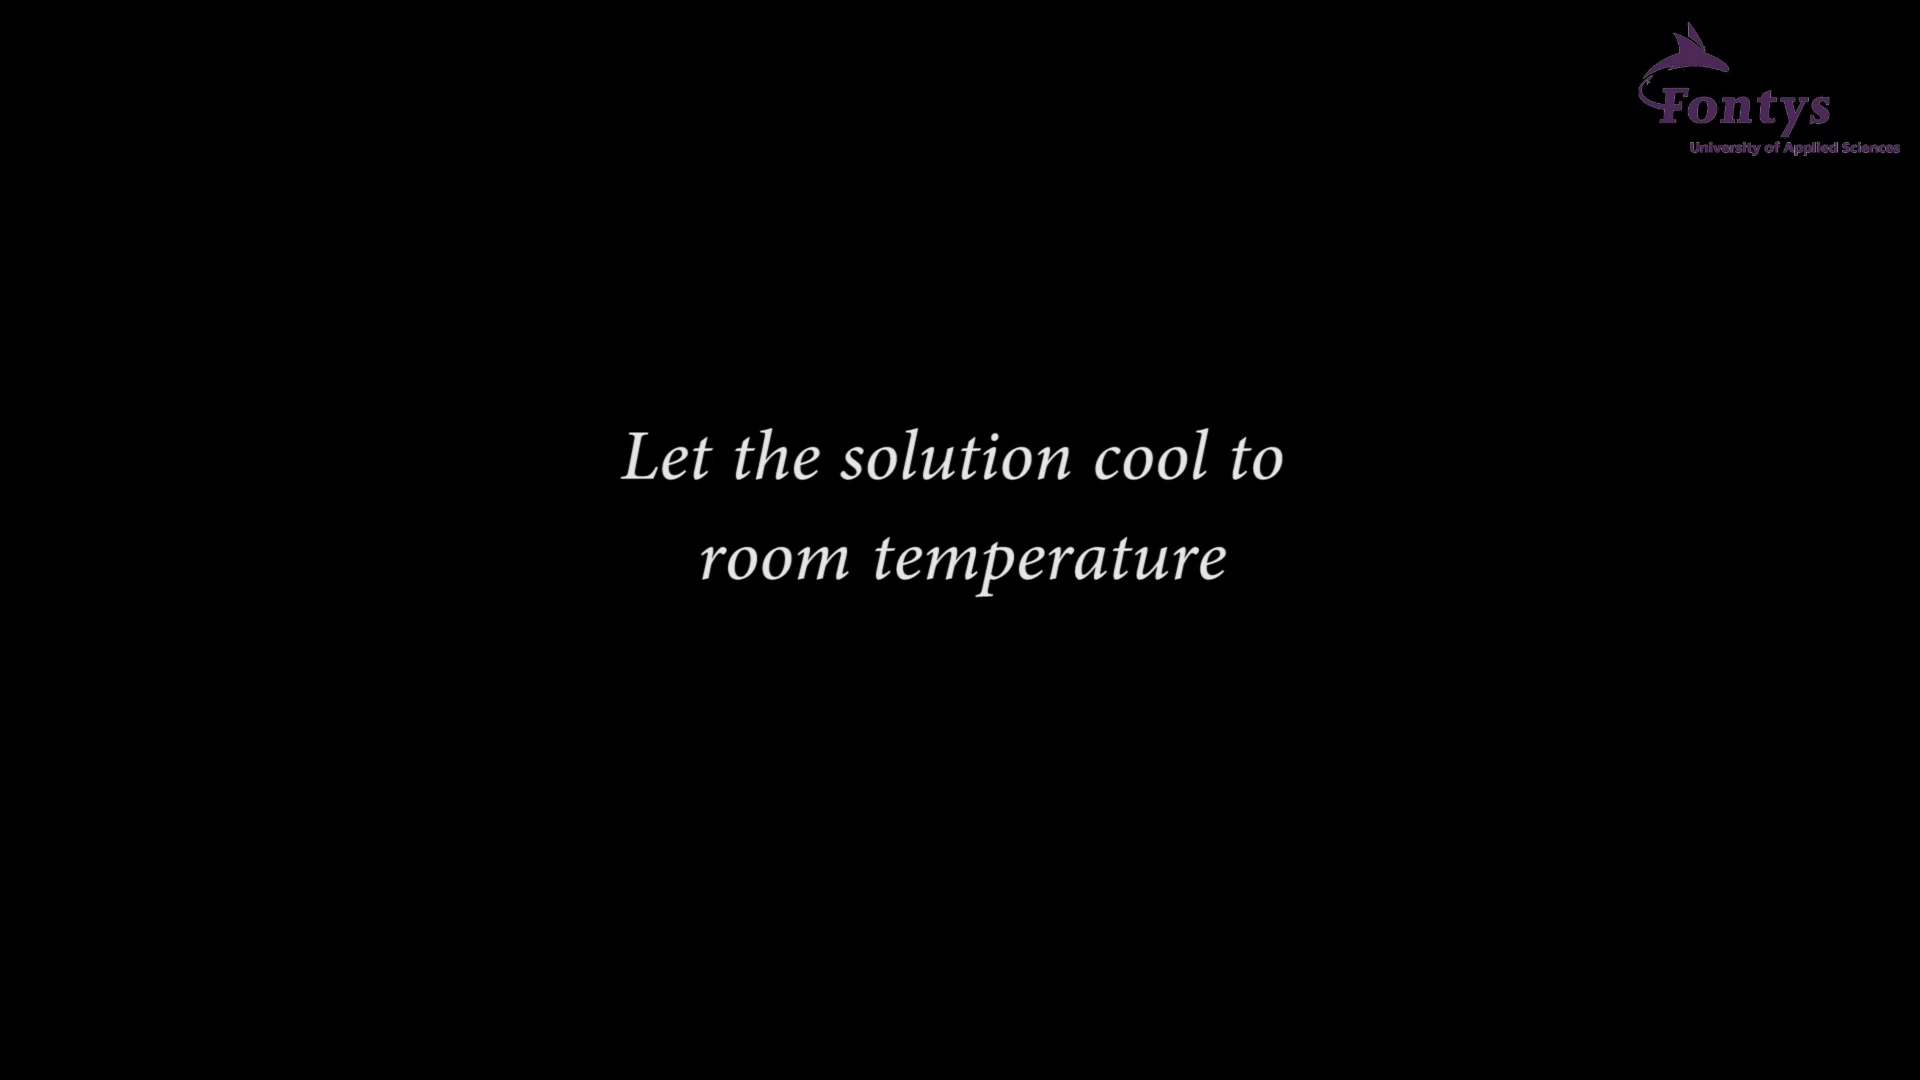 Fontys
University of Applied Sciences
Let the solution cool to
room temperature